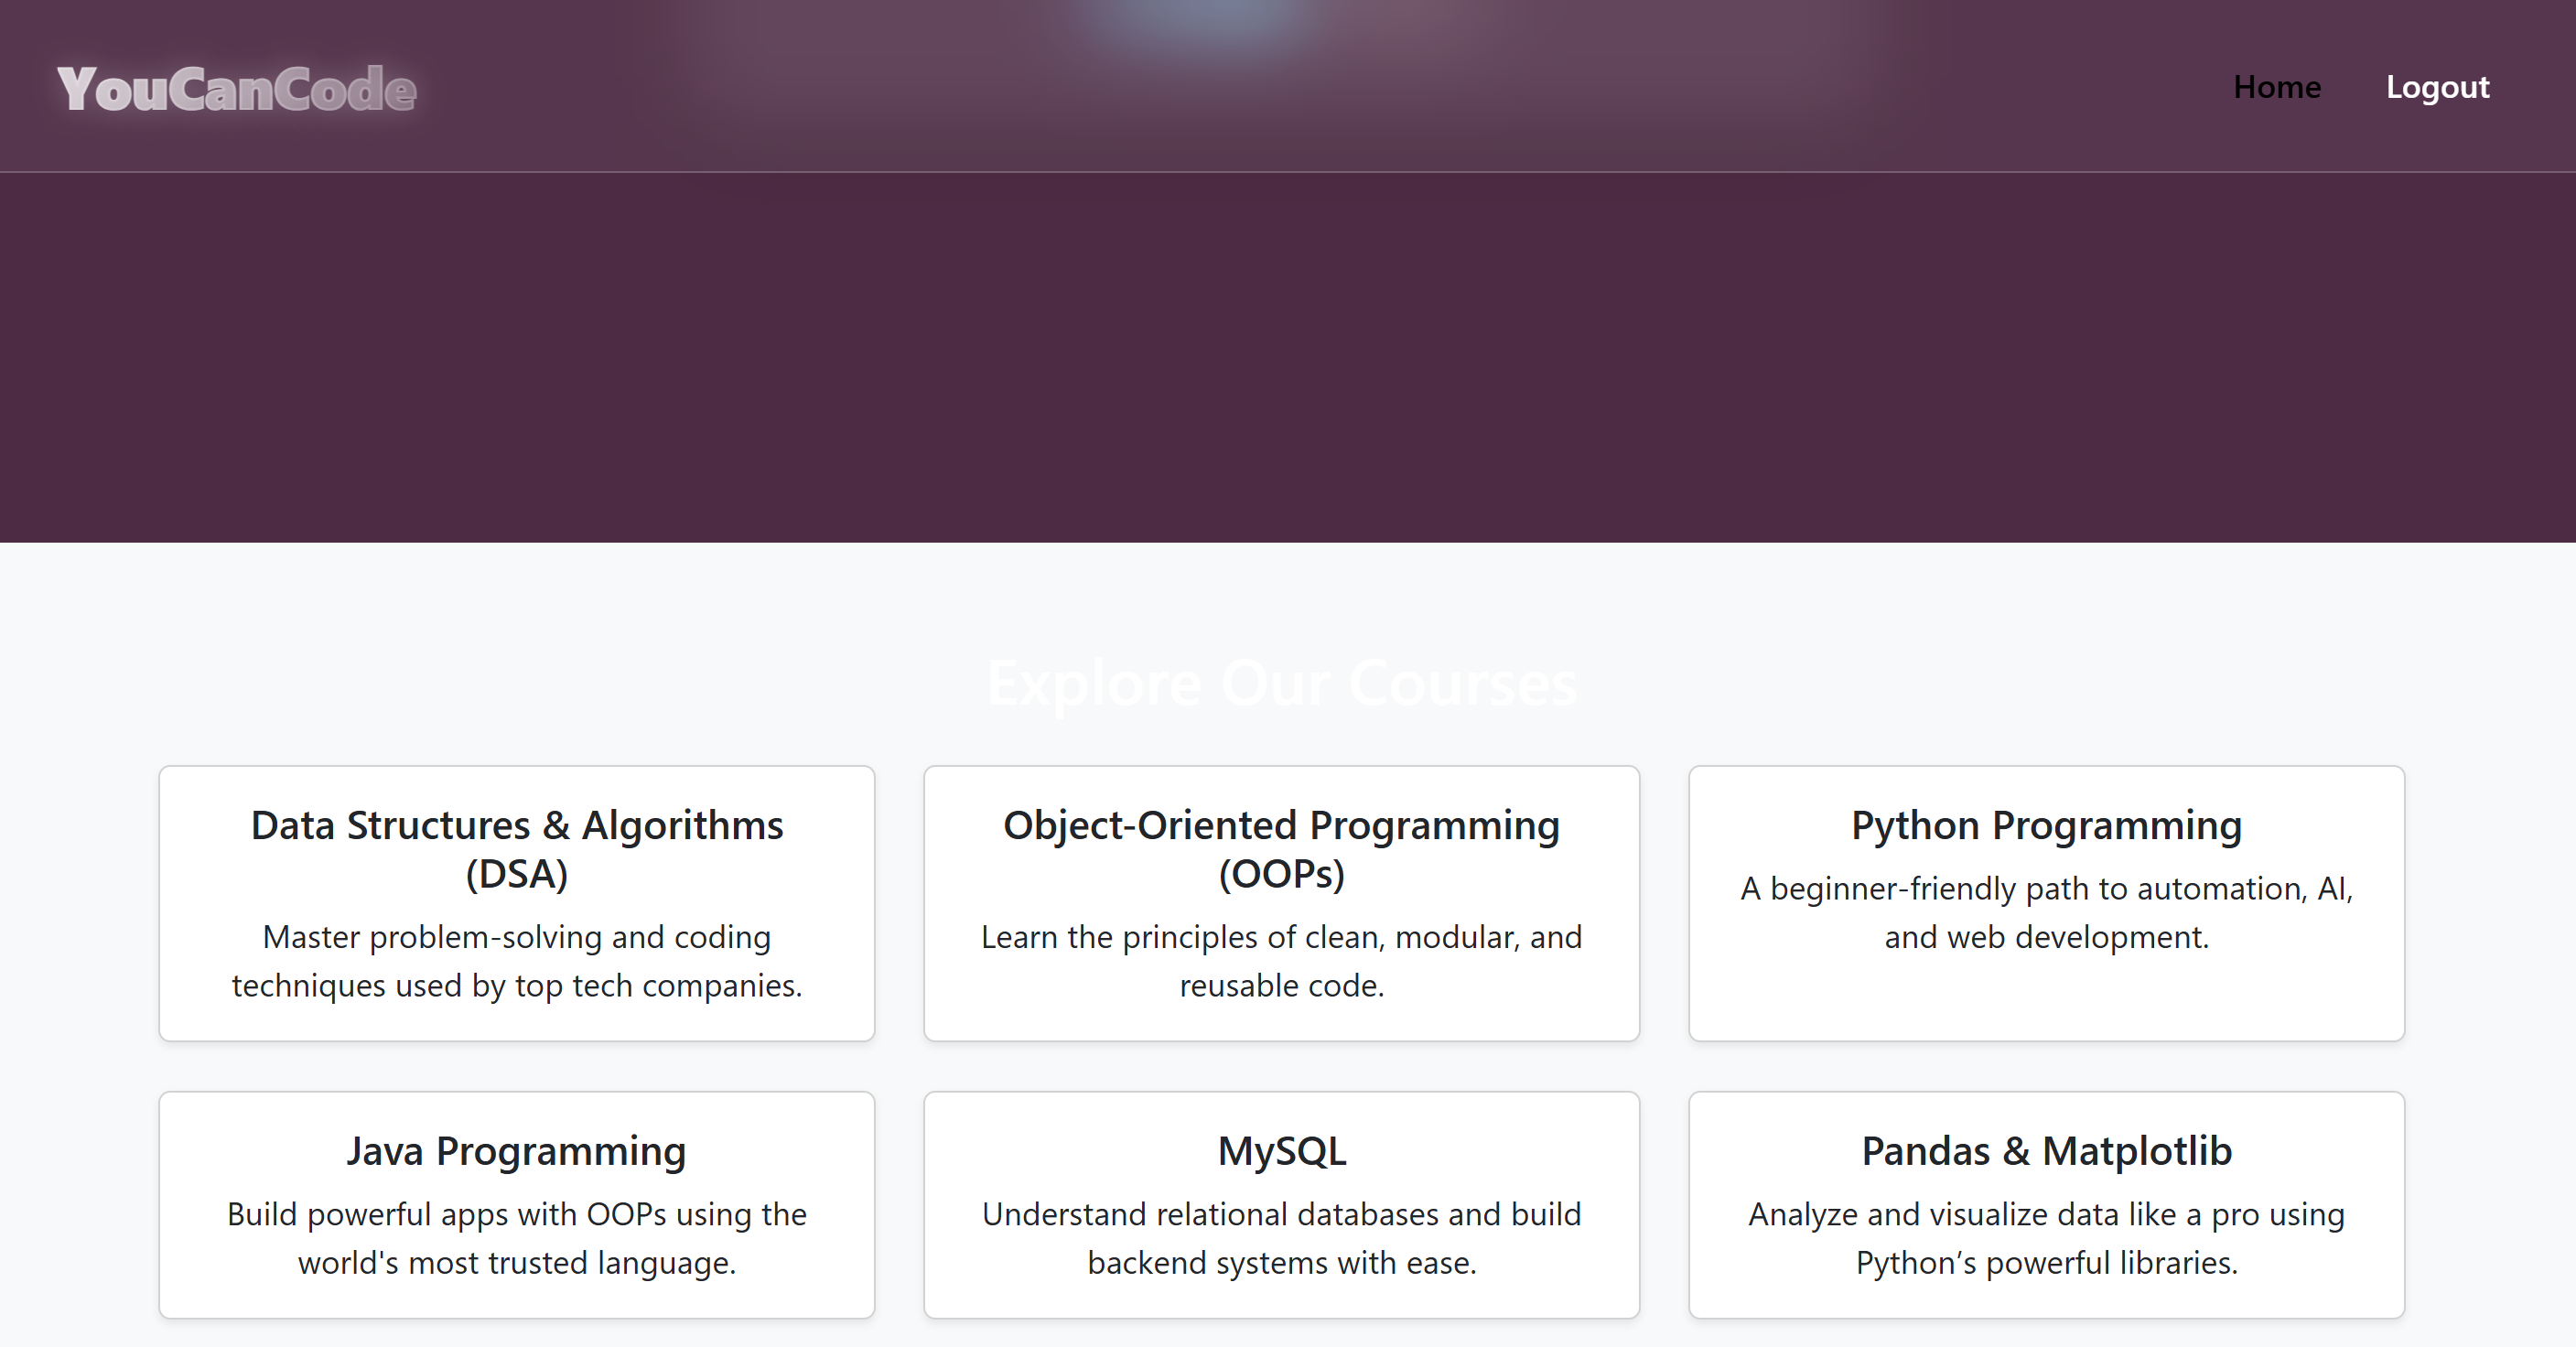 YouCanCode
Home
Logout
Explore Our Courses
Data Structures & Algorithms
(DSA)
Master problem-solving and coding
techniques used by top tech companies.
Object-Oriented Programming
(OOPs)
Learn the principles of clean, modular, and
reusable code.
Python Programming
A beginner-friendly path to automation, AI,
and web development.
Java Programming
Build powerful apps with OOPs using the
world's most trusted language.
MySQL
Understand relational databases and build
backend systems with ease.
Pandas & Matplotlib
Analyze and visualize data like a pro using
Python’s powerful libraries.